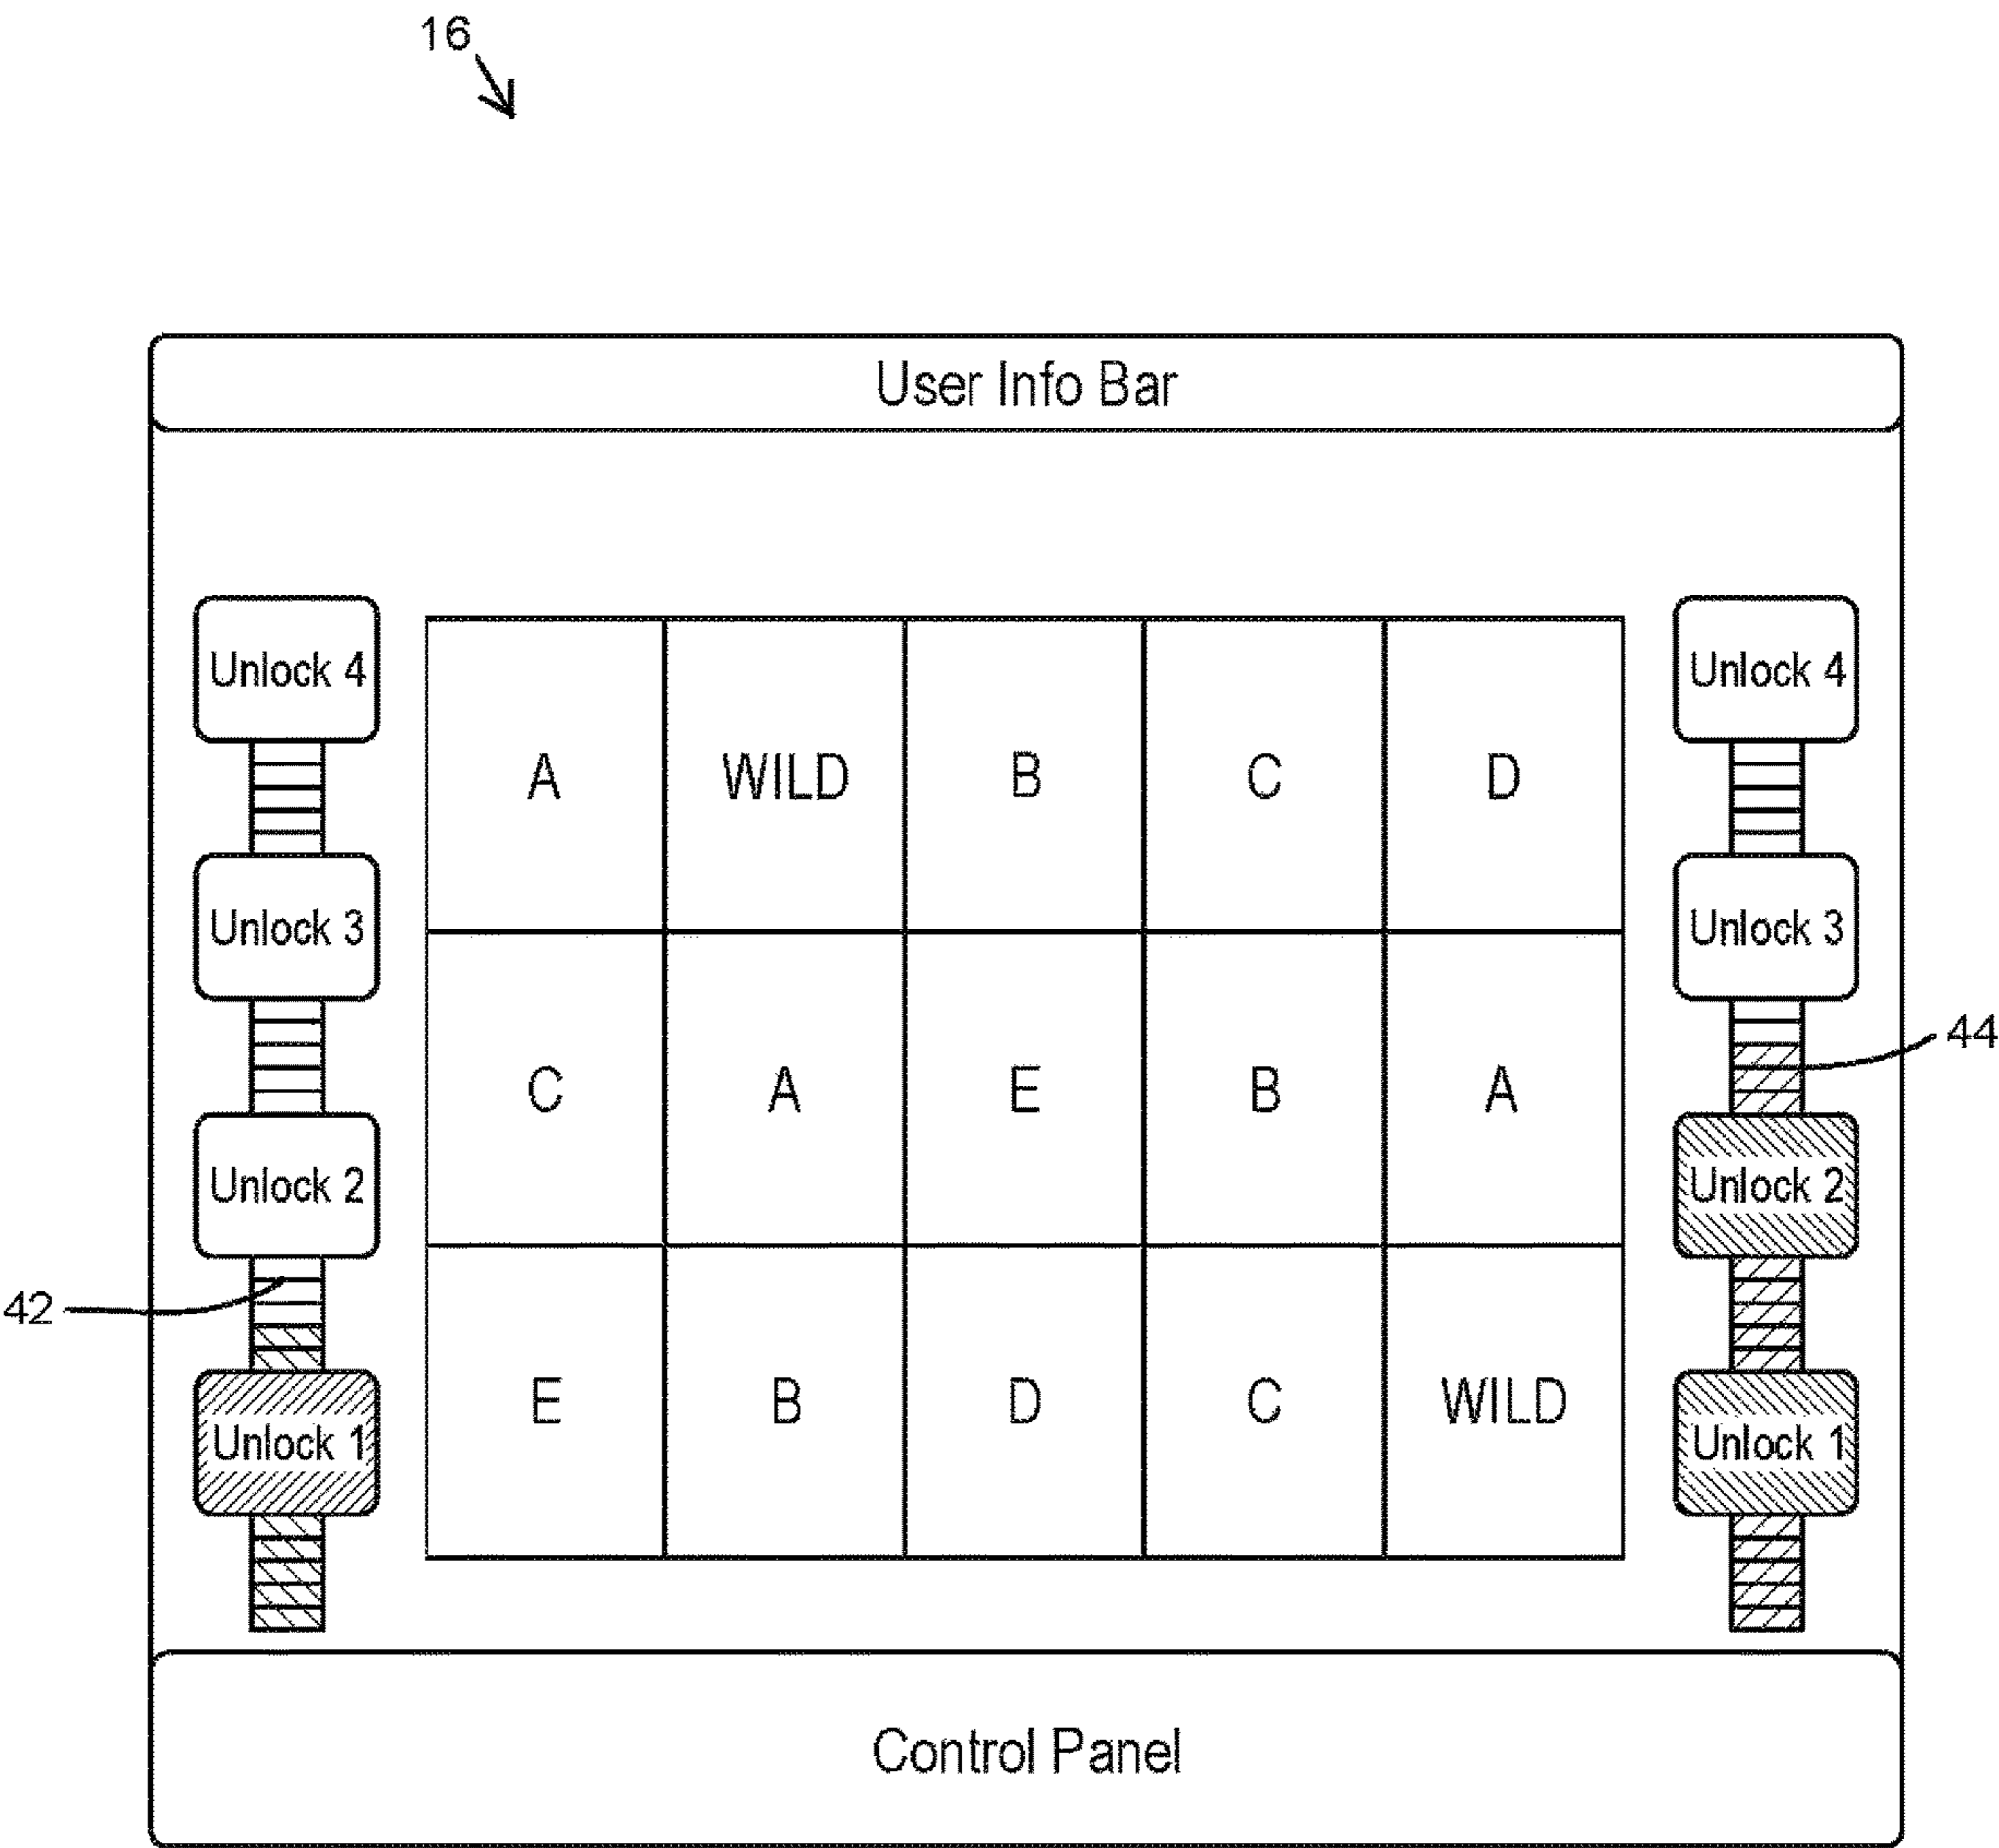 16
User Info Bar
Unlock 4
A WILD B C D
Unlock 4
Unlock 3
Unlock 3
C A E B A
44
Unlock 2
Unlock 2
42
E B D C WILD
Unlock 1
Unlock 1
Control Panel